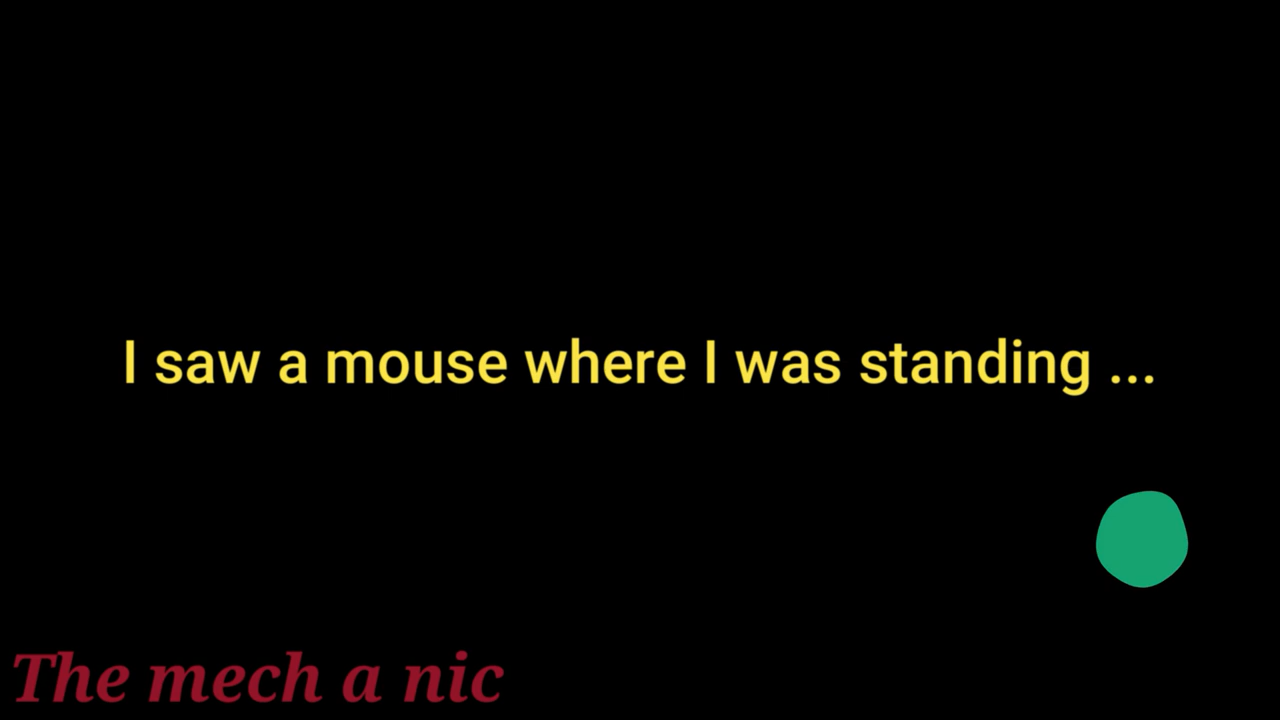 I saw a mouse where I was standing ...
The mech a nic